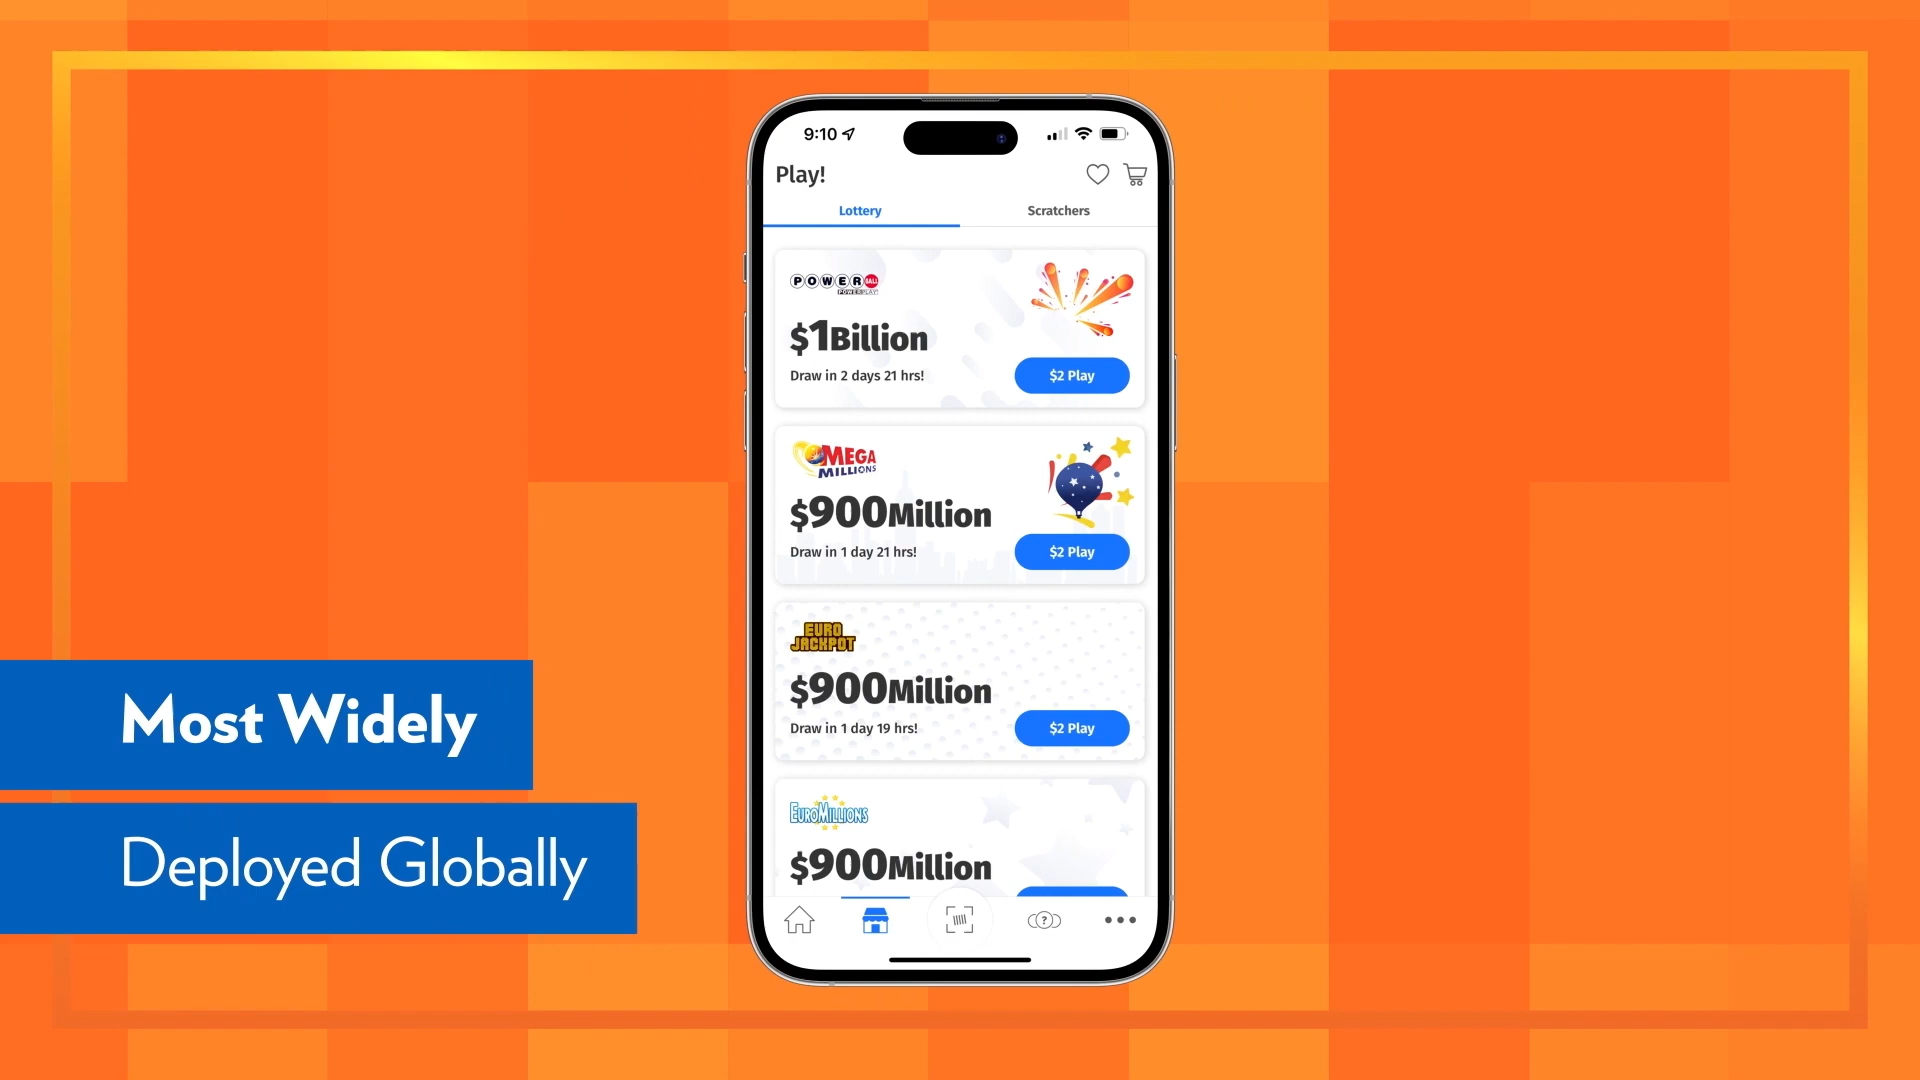 9:10
Play!
Lottery
Scratchers
POWERBALL
POWERPLAY
$1Billion
Draw in 2 days 21 hrs!
$2 Play
MEGA
MILLIONS
$900Million
Draw in 1 day 21 hrs!
$2 Play
EURO
JACKPOT
$900Million
Draw in 1 day 19 hrs!
$2 Play
EUROMILLIONS
$900Million
?
Most Widely
Deployed Globally